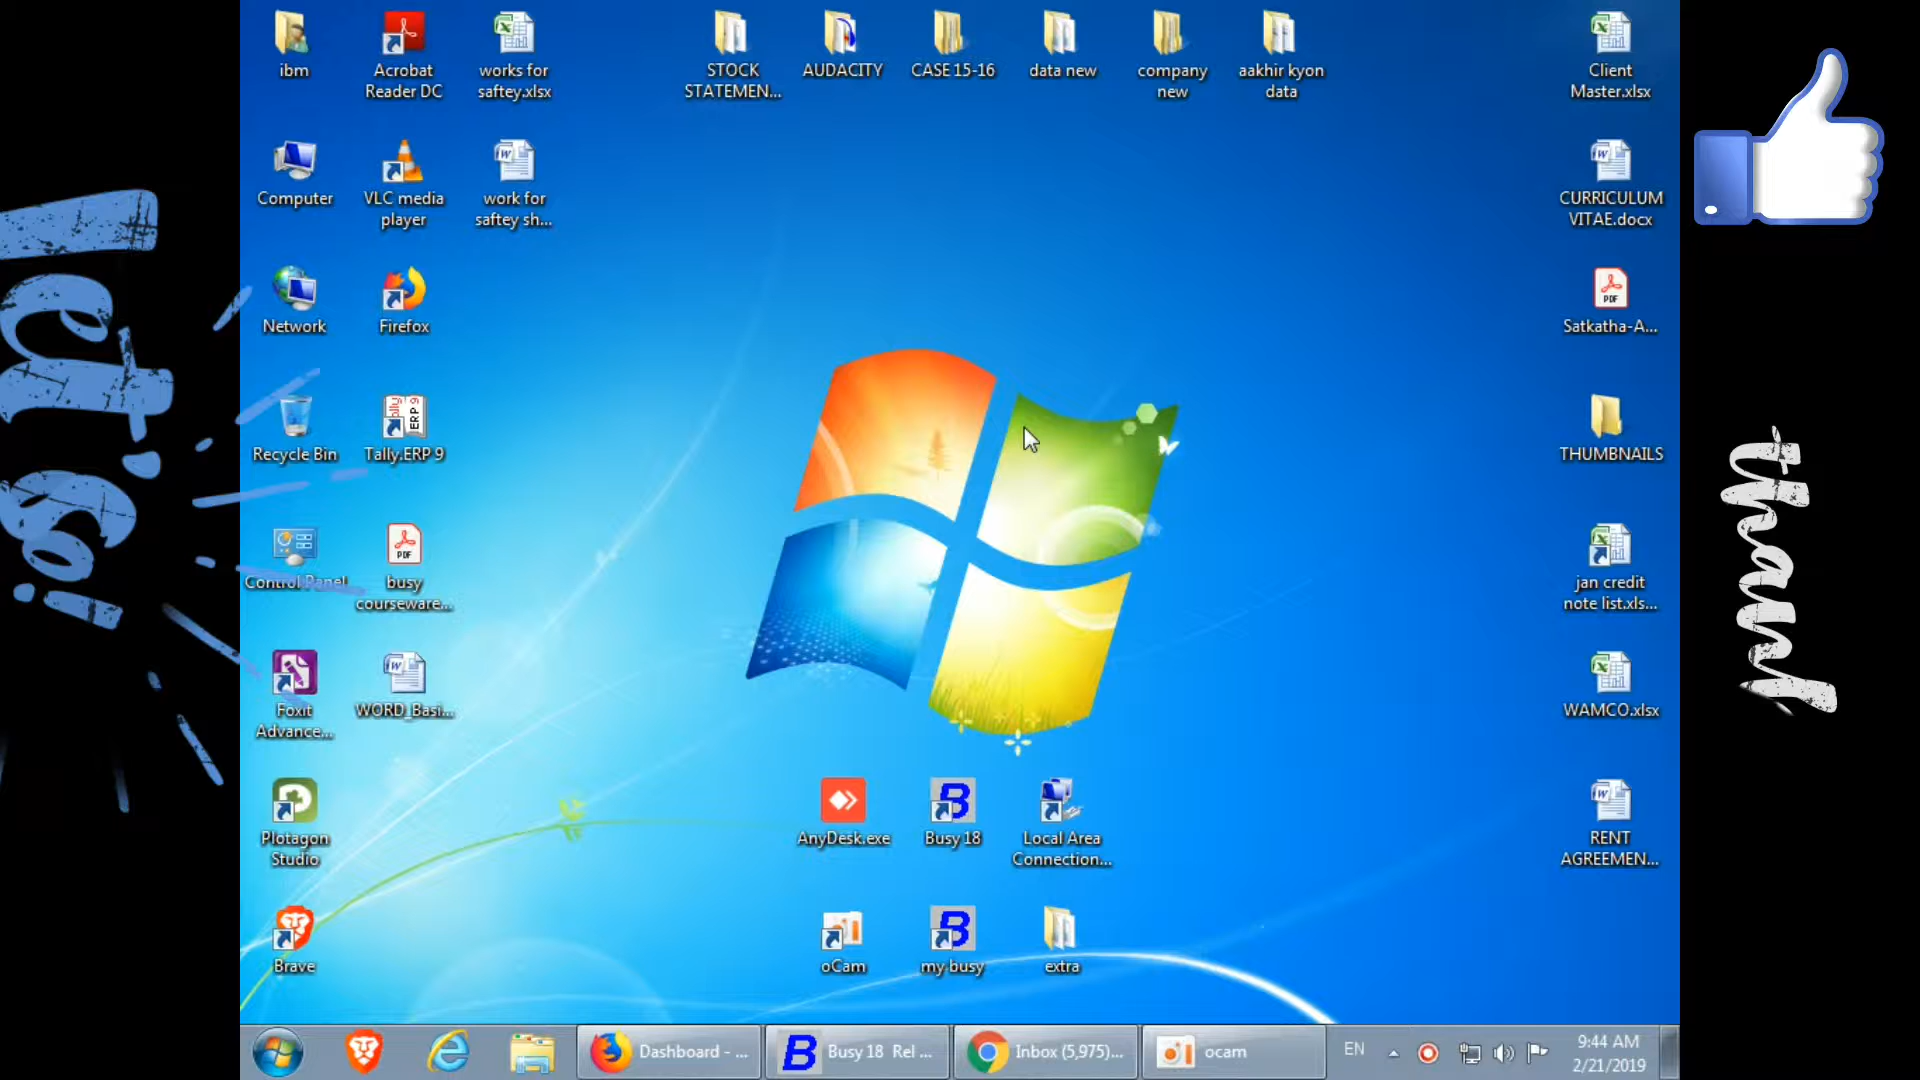 ibm
Acrobat
Reader DC
works for
saftey.xlsx
STOCK
STATEMEN...
AUDACITY
CASE 15-16
data new
company
new
aakhir kyon
data
Client
Master.xlsx
Computer
VLC media
player
work for
saftey sh...
CURRICULUM
VITAE.docx
Network
Firefox
Satkatha-A...
PDF
Recycle Bin
Tally.ERP 9
THUMBNAILS
Control Panel
PDF
busy
courseware...
jan credit
note list.xls...
Foxit
Advance...
WORD_Basi...
WAMCO.xlsx
Plotagon
Studio
AnyDesk.exe
Busy 18
Local Area
Connection...
RENT
AGREEMEN...
Brave
oCam
my busy
extra
Dashboard - ...
Busy 18 Rel ...
Inbox (5,975)...
ocam
EN
9:44 AM
2/21/2019